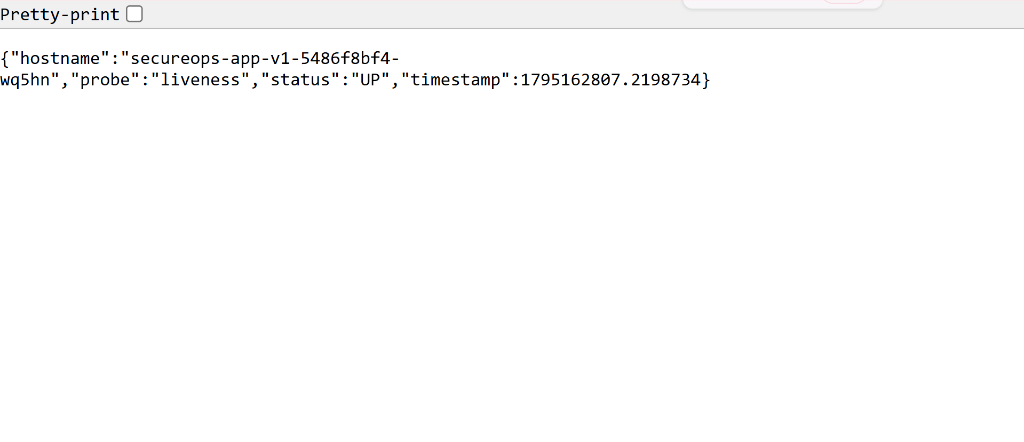 Pretty-print
{"hostname":"secureops-app-v1-5486f8bf4-
wq5hn","probe":"liveness","status":"UP","timestamp":1795162807.2198734}